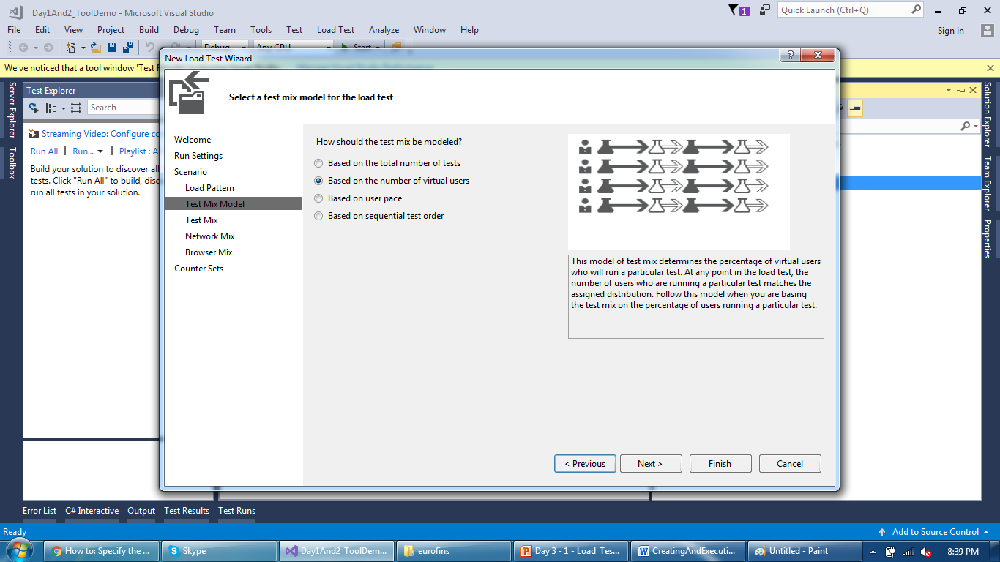 Day1And2_ToolDemo - Microsoft Visual Studio
1
Quick Launch (Ctrl+Q)
File Edit View Project Build Debug Team Tools Test Load Test Analyze Window Help
Sign in
Debug Any CPU Start
We've noticed that a tool window 'Test
New Load Test Wizard
?
Select a test mix model for the load test
Server Explorer
Toolbox
Test Explorer
Search
Streaming Video: Configure co
Run All | Run... | Playlist : A
Build your solution to discover all
tests. Click "Run All" to build, disc
run all tests in your solution.
Welcome
Run Settings
Scenario
Load Pattern
Test Mix Model
Test Mix
Network Mix
Browser Mix
Counter Sets
How should the test mix be modeled?
Based on the total number of tests
Based on the number of virtual users
Based on user pace
Based on sequential test order
This model of test mix determines the percentage of virtual users
who will run a particular test. At any point in the load test, the
number of users who are running a particular test matches the
assigned distribution. Follow this model when you are basing
the test mix on the percentage of users running a particular test.
< Previous
Next >
Finish
Cancel
Solution Explorer
Team Explorer
Properties
Error List C# Interactive Output Test Results Test Runs
Ready
Add to Source Control
How to: Specify the ...
Skype
Day1And2_ToolDem...
eurofins
Day 3 - 1 - Load_Tes...
CreatingAndExecuti...
Untitled - Paint
8:39 PM